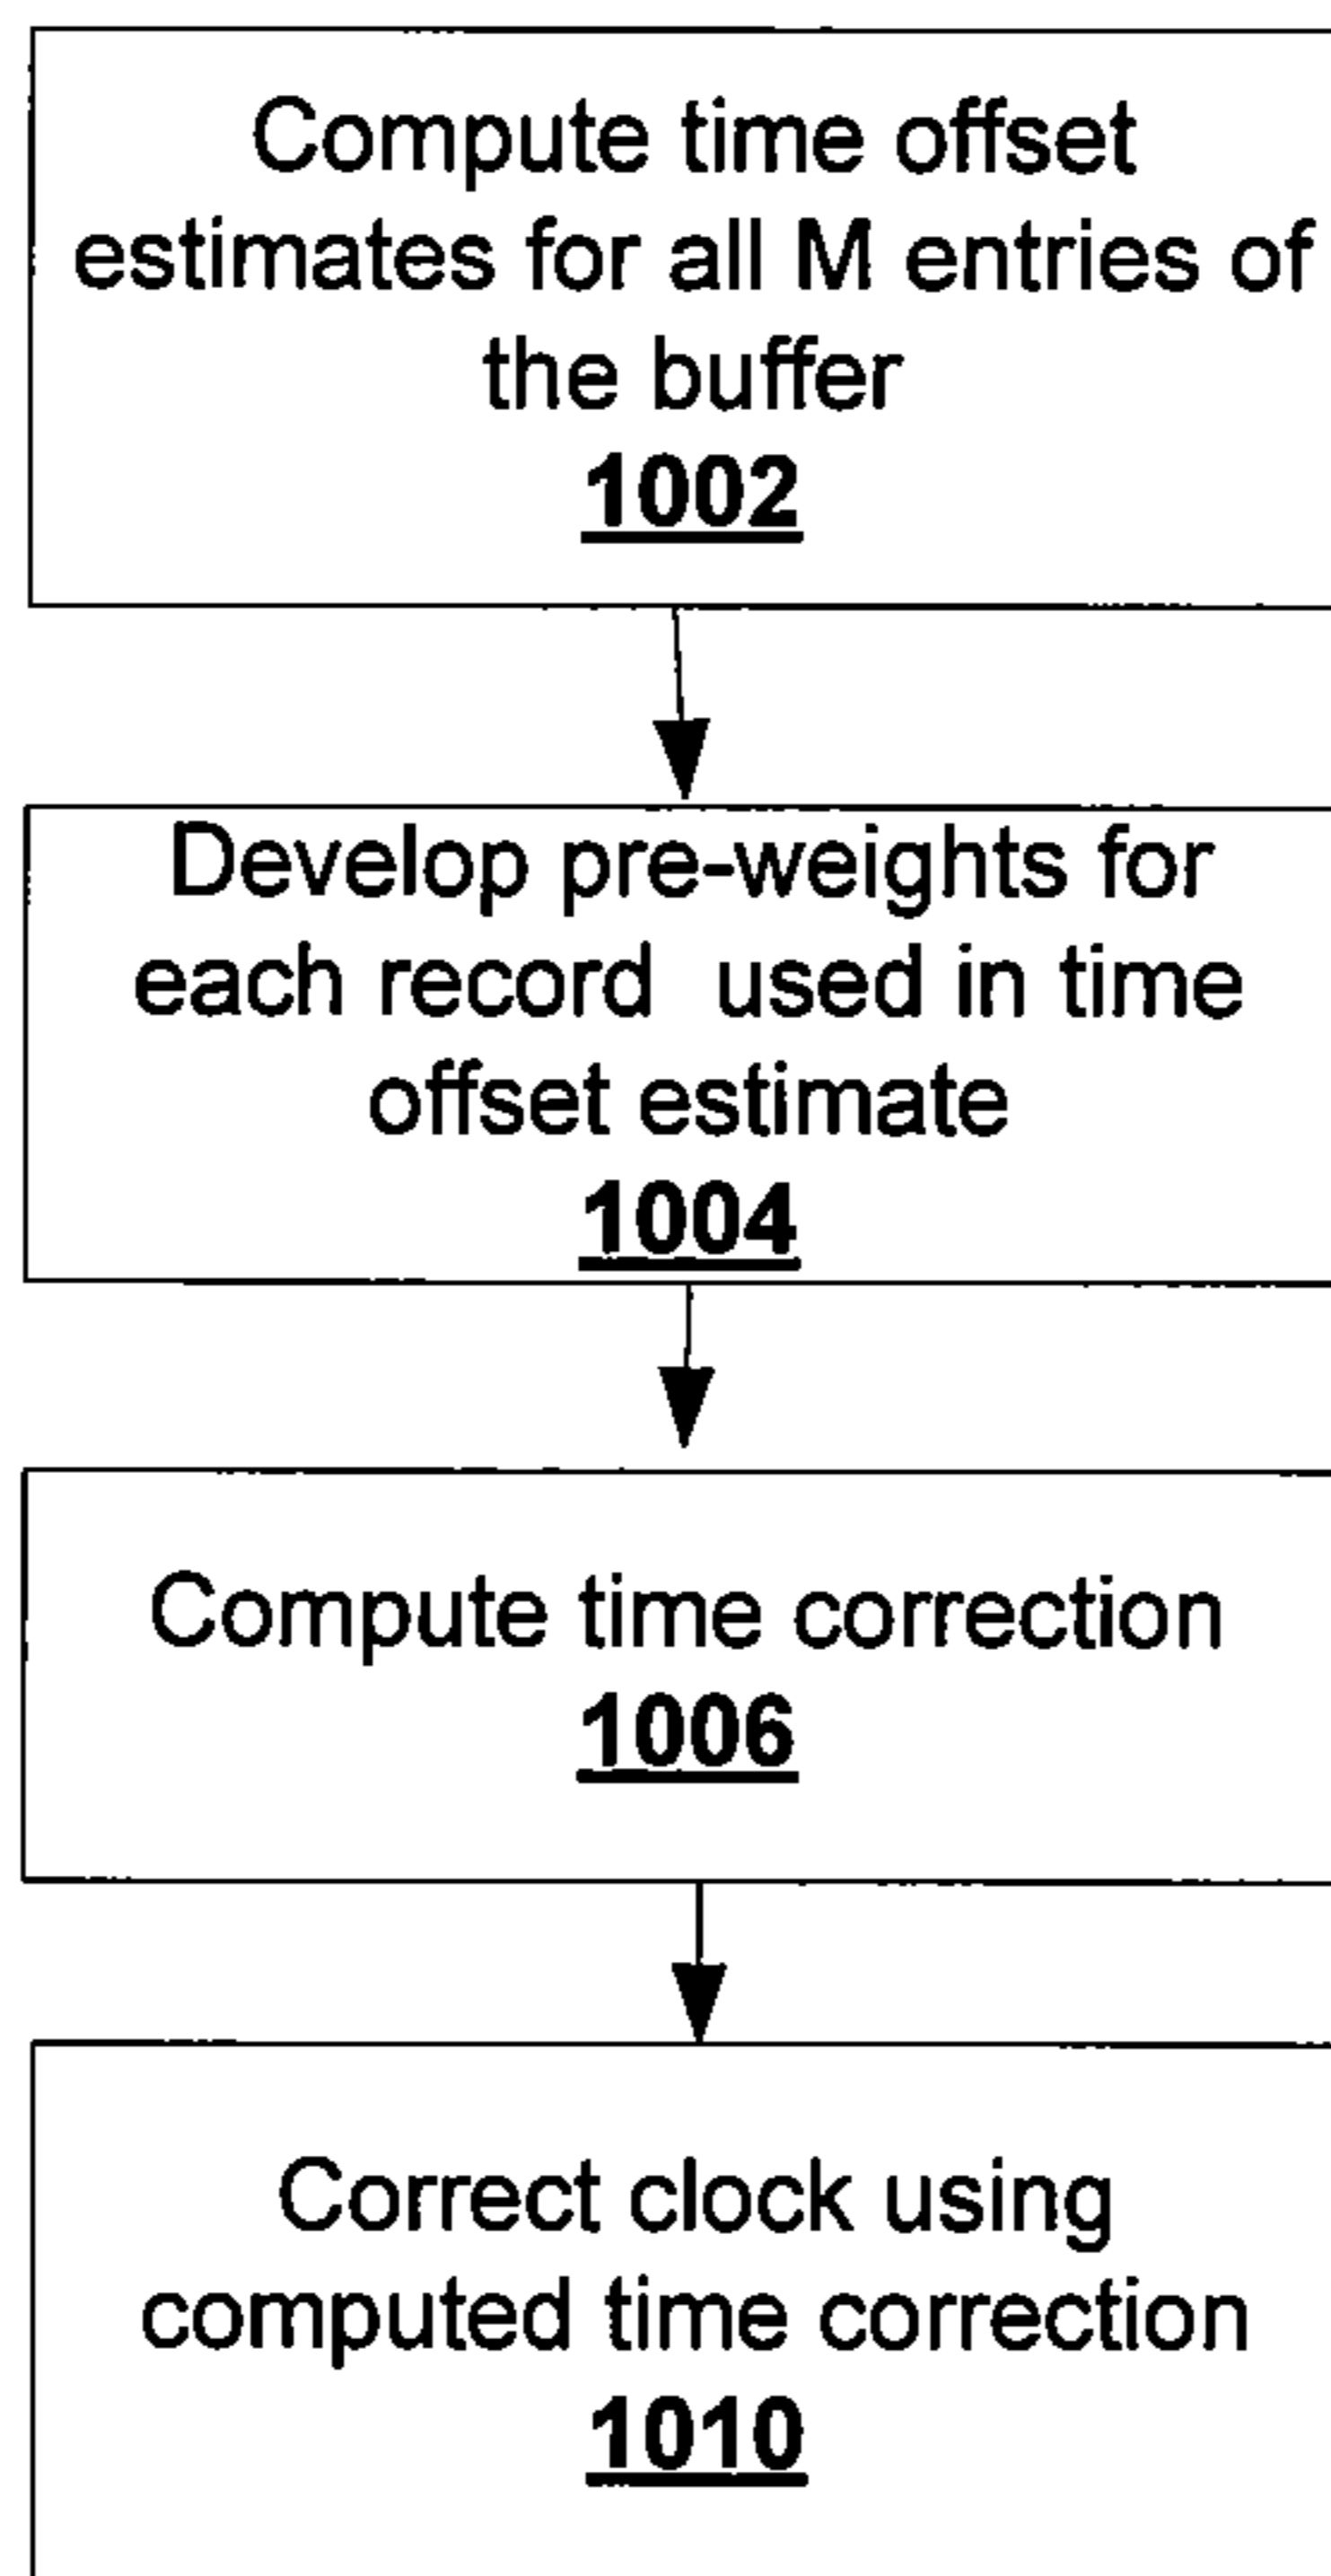 Compute time offset
estimates for all M entries of
the buffer
1002
Develop pre-weights for
each record used in time
offset estimate
1004
Compute time correction
1006
Correct clock using
computed time correction
1010